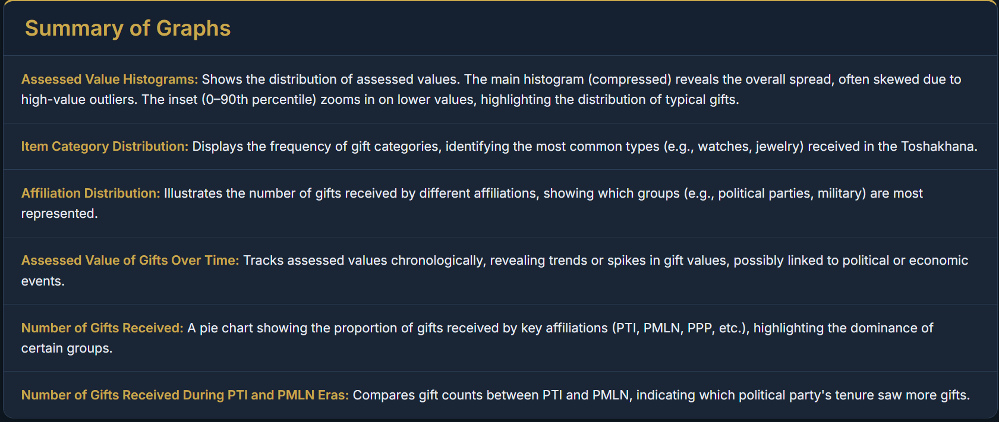 Summary of Graphs
Assessed Value Histograms: Shows the distribution of assessed values. The main histogram (compressed) reveals the overall spread, often skewed due to
high-value outliers. The inset (0–90th percentile) zooms in on lower values, highlighting the distribution of typical gifts.
Item Category Distribution: Displays the frequency of gift categories, identifying the most common types (e.g., watches, jewelry) received in the Toshakhana.
Affiliation Distribution: Illustrates the number of gifts received by different affiliations, showing which groups (e.g., political parties, military) are most
represented.
Assessed Value of Gifts Over Time: Tracks assessed values chronologically, revealing trends or spikes in gift values, possibly linked to political or economic
events.
Number of Gifts Received: A pie chart showing the proportion of gifts received by key affiliations (PTI, PMLN, PPP, etc.), highlighting the dominance of
certain groups.
Number of Gifts Received During PTI and PMLN Eras: Compares gift counts between PTI and PMLN, indicating which political party's tenure saw more gifts.